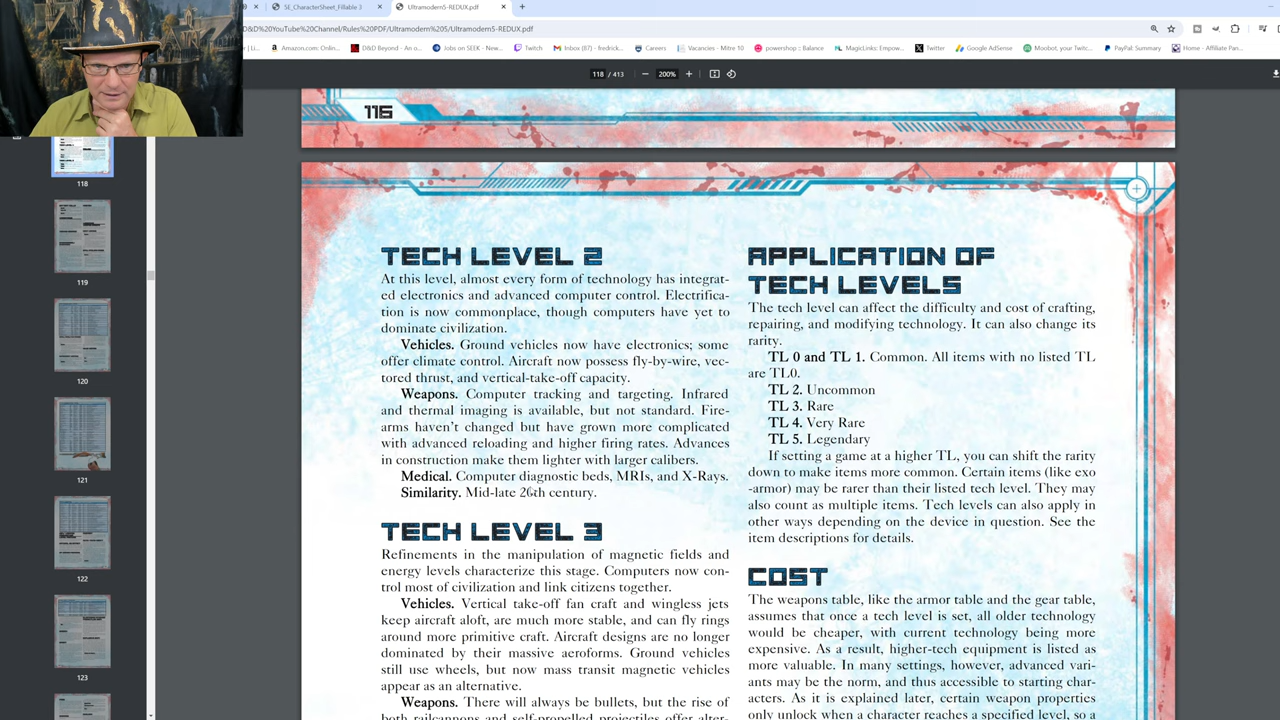 5E_CharacterSheet_Fillable 3
Ultramodern5-REDUX.pdf
D&D%20YouTube%20Channel/Rules%20PDF/Ultramodern%205/Ultramodern5-REDUX.pdf
Amazon.com: Onlin...
D&D Beyond - An o...
Jobs on SEEK - New...
Twitch
Inbox (87) - fredrick...
Careers
Vacancies - Mitre 10
powershop : Balance
MagicLinks: Empow...
Twitter
Google AdSense
Moobot, your Twitc...
PayPal: Summary
Home - Affiliate Pan...
118 / 413
200%
118
119
120
121
122
123
116
TECH LEVEL 2
At this level, almost every form of technology has integrat-
ed electronics and advanced computer control. Electrifica-
tion is now commonplace, though computers have yet to
dominate civilization.
Vehicles. Ground vehicles now have electronics; some
offer climate control. Aircraft now possess fly-by-wire, vec-
tored thrust, and vertical-take-off capacity.
Weapons. Computer tracking and targeting. Infrared
and thermal imaging is available, but not standard. Fire-
arms haven't changed but have grown more complicated
with advanced reloading and higher firing rates. Advances
in construction make them lighter with larger calibers.
Medical. Computer diagnostic beds, MRIs, and X-Rays.
Similarity. Mid-late 20th century.
TECH LEVEL 3
Refinements in the manipulation of magnetic fields and
energy levels characterize this stage. Computers now con-
trol most of civilization and link citizens together.
Vehicles. Vertical take-off fan craft and wingless jets
keep aircraft aloft, are much more stable, and can fly rings
around more primitive craft. Aircraft designs are no longer
dominated by their massive aeroforms. Ground vehicles
still use wheels, but now mass transit magnetic vehicles
appear as an alternative.
Weapons. There will always be bullets, but the rise of
both railcannons and self-propelled projectiles offer alter-
APPLICATION OF
TECH LEVELS
The tech level can affect the difficulty and cost of crafting,
repairing, and modifying technology. It can also change its
rarity.
TL 0 and TL 1. Common. All items with no listed TL
are TL0.
TL 2. Uncommon
TL 3. Rare
TL 4. Very Rare
TL 5. Legendary
If setting a game at a higher TL, you can shift the rarity
down to make items more common. Certain items (like exo
-armor) may be rarer than their listed tech level. They may
also count as multiple items. Tech levels can also apply in
other ways depending on the device in question. See the
item descriptions for details.
COST
The weapons table, like the armor table and the gear table,
assumes that once a tech level is set, all older technology
would be cheaper, with current technology being more
expensive. As a result, higher-tech equipment is listed as
more valuable. In many settings, however, advanced vari-
ants may be the norm, and thus accessible to starting char-
acters. As it is explained later, certain weapon properties
only unlock when a character reaches a specified level, so a